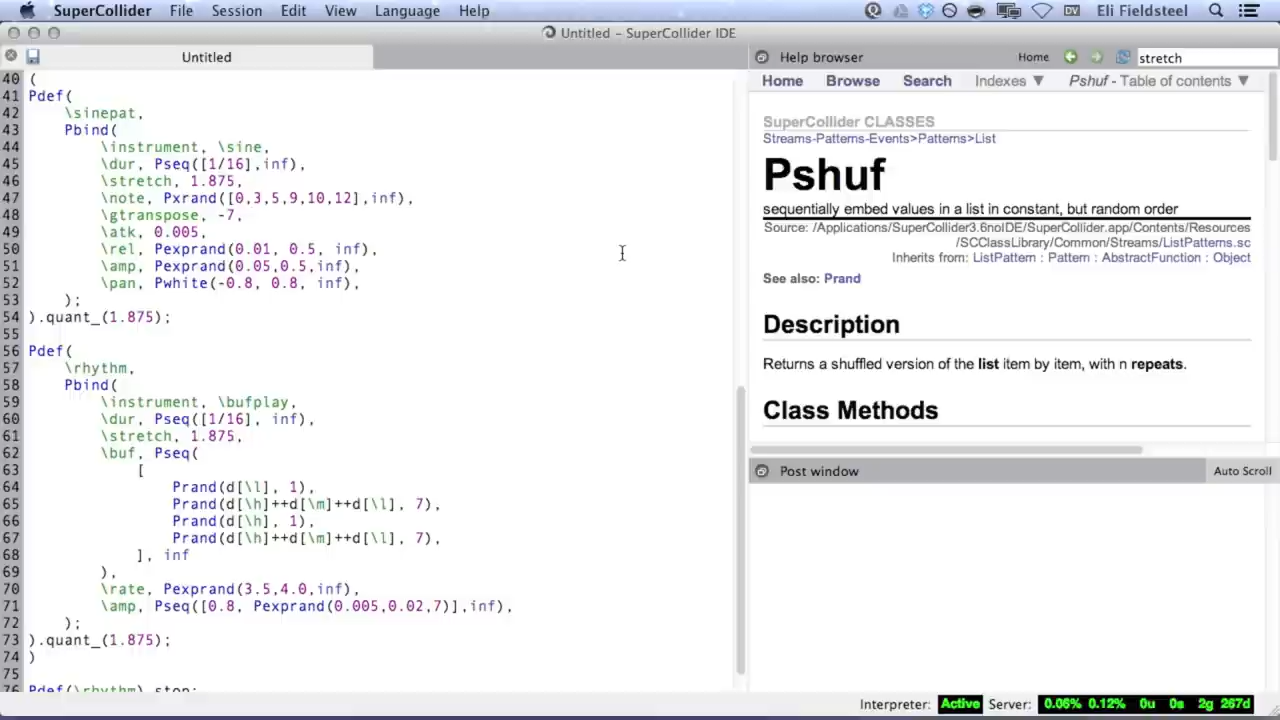 SuperCollider File Session Edit View Language Help Eli Fieldsteel
Untitled – SuperCollider IDE
Untitled
40 (
41 Pdef(
42 \sinepat,
43 Pbind(
44 \instrument, \sine,
45 \dur, Pseq([1/16],inf),
46 \stretch, 1.875,
47 \note, Pxrand([0,3,5,9,10,12],inf),
48 \gtranspose, -7,
49 \atk, 0.005,
50 \rel, Pexprand(0.01, 0.5, inf),
51 \amp, Pexprand(0.05,0.5,inf),
52 \pan, Pwhite(-0.8, 0.8, inf),
53 );
54 ).quant_(1.875);
55
56 Pdef(
57 \rhythm,
58 Pbind(
59 \instrument, \bufplay,
60 \dur, Pseq([1/16], inf),
61 \stretch, 1.875,
62 \buf, Pseq(
63 [
64 Prand(d[\l], 1),
65 Prand(d[\h]++d[\m]++d[\l], 7),
66 Prand(d[\h], 1),
67 Prand(d[\h]++d[\m]++d[\l], 7),
68 ], inf
69 ),
70 \rate, Pexprand(3.5,4.0,inf),
71 \amp, Pseq([0.8, Pexprand(0.005,0.02,7)],inf),
72 );
73 ).quant_(1.875);
74 )
75
76 Pdef(\rhythm).stop;
Help browser Home stretch
Home Browse Search Indexes ▼ Pshuf - Table of contents ▼
SuperCollider CLASSES
Streams-Patterns-Events>Patterns>List
Pshuf
sequentially embed values in a list in constant, but random order
Source: /Applications/SuperCollider3.6noIDE/SuperCollider.app/Contents/Resources
/SCClassLibrary/Common/Streams/ListPatterns.sc
Inherits from: ListPattern : Pattern : AbstractFunction : Object
See also: Prand
Description
Returns a shuffled version of the list item by item, with n repeats.
Class Methods
Post window Auto Scroll
Interpreter: Active Server: 0.06% 0.12% 0u 0s 2g 267d